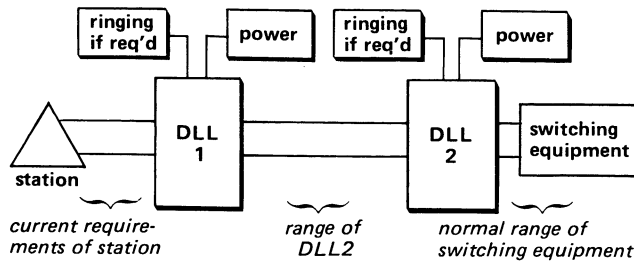 ringing
if req'd
power
ringing
if req'd
power
DLL
1
DLL
2
switching
equipment
station
current require-
ments of station
range of
DLL2
normal range of
switching equipment